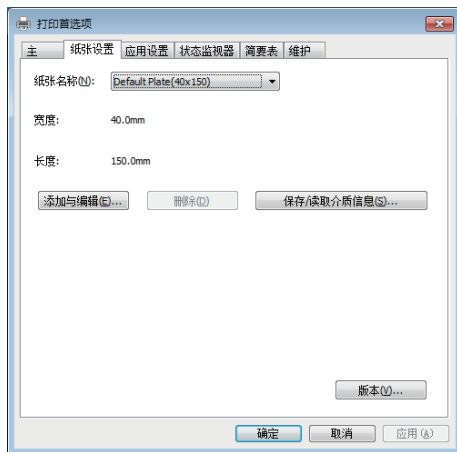 打印首选项
主 纸张设置 应用设置 状态监视器 简要表 维护
纸张名称(N): Default Plate(40x150)
宽度: 40.0mm
长度: 150.0mm
添加与编辑(E)... 删除(D) 保存/读取介质信息(S)...
版本(V)...
确定 取消 应用(A)